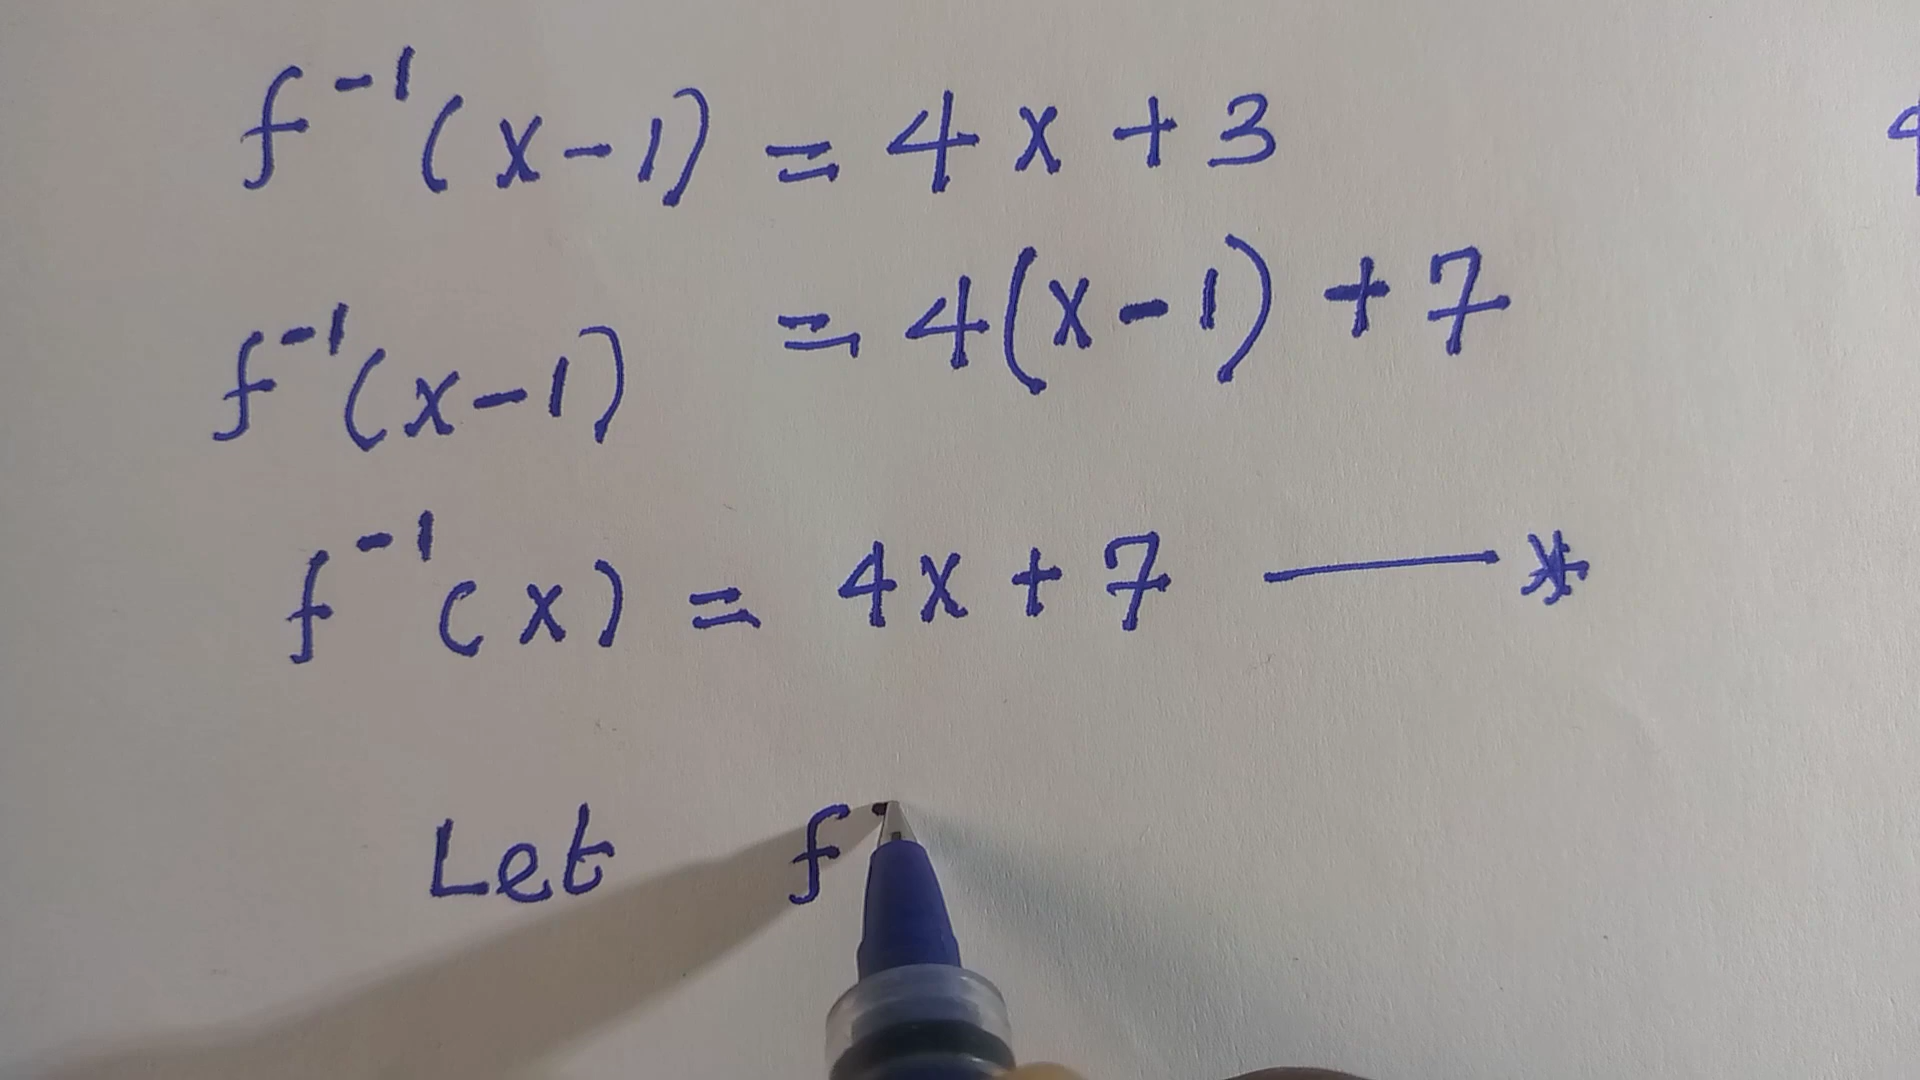 f⁻¹(x-1) = 4x+3
f⁻¹(x-1) = 4(x-1)+7
f⁻¹(x) = 4x+7 — *
Let f